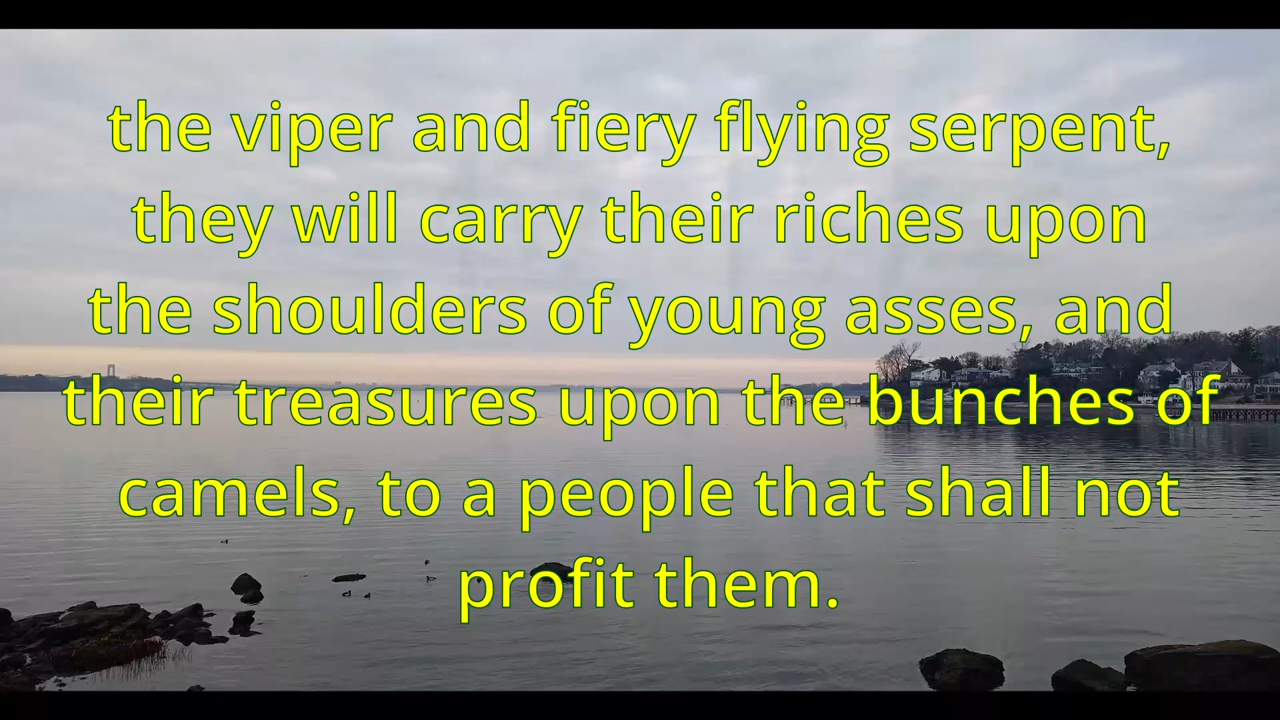 the viper and fiery flying serpent,
they will carry their riches upon
the shoulders of young asses, and
their treasures upon the bunches of
camels, to a people that shall not
profit them.